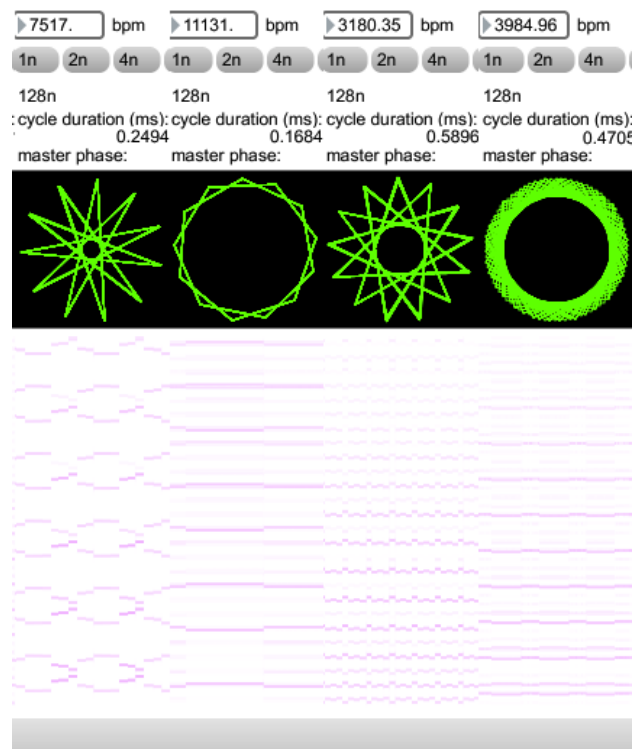 7517. bpm 11131. bpm 3180.35 bpm 3984.96 bpm
1n 2n 4n 1n 2n 4n 1n 2n 4n 1n 2n 4n
128n 128n 128n 128n
: cycle duration (ms): cycle duration (ms): cycle duration (ms): cycle duration (ms):
0.2494 0.1684 0.5896 0.4705
master phase: master phase: master phase: master phase: